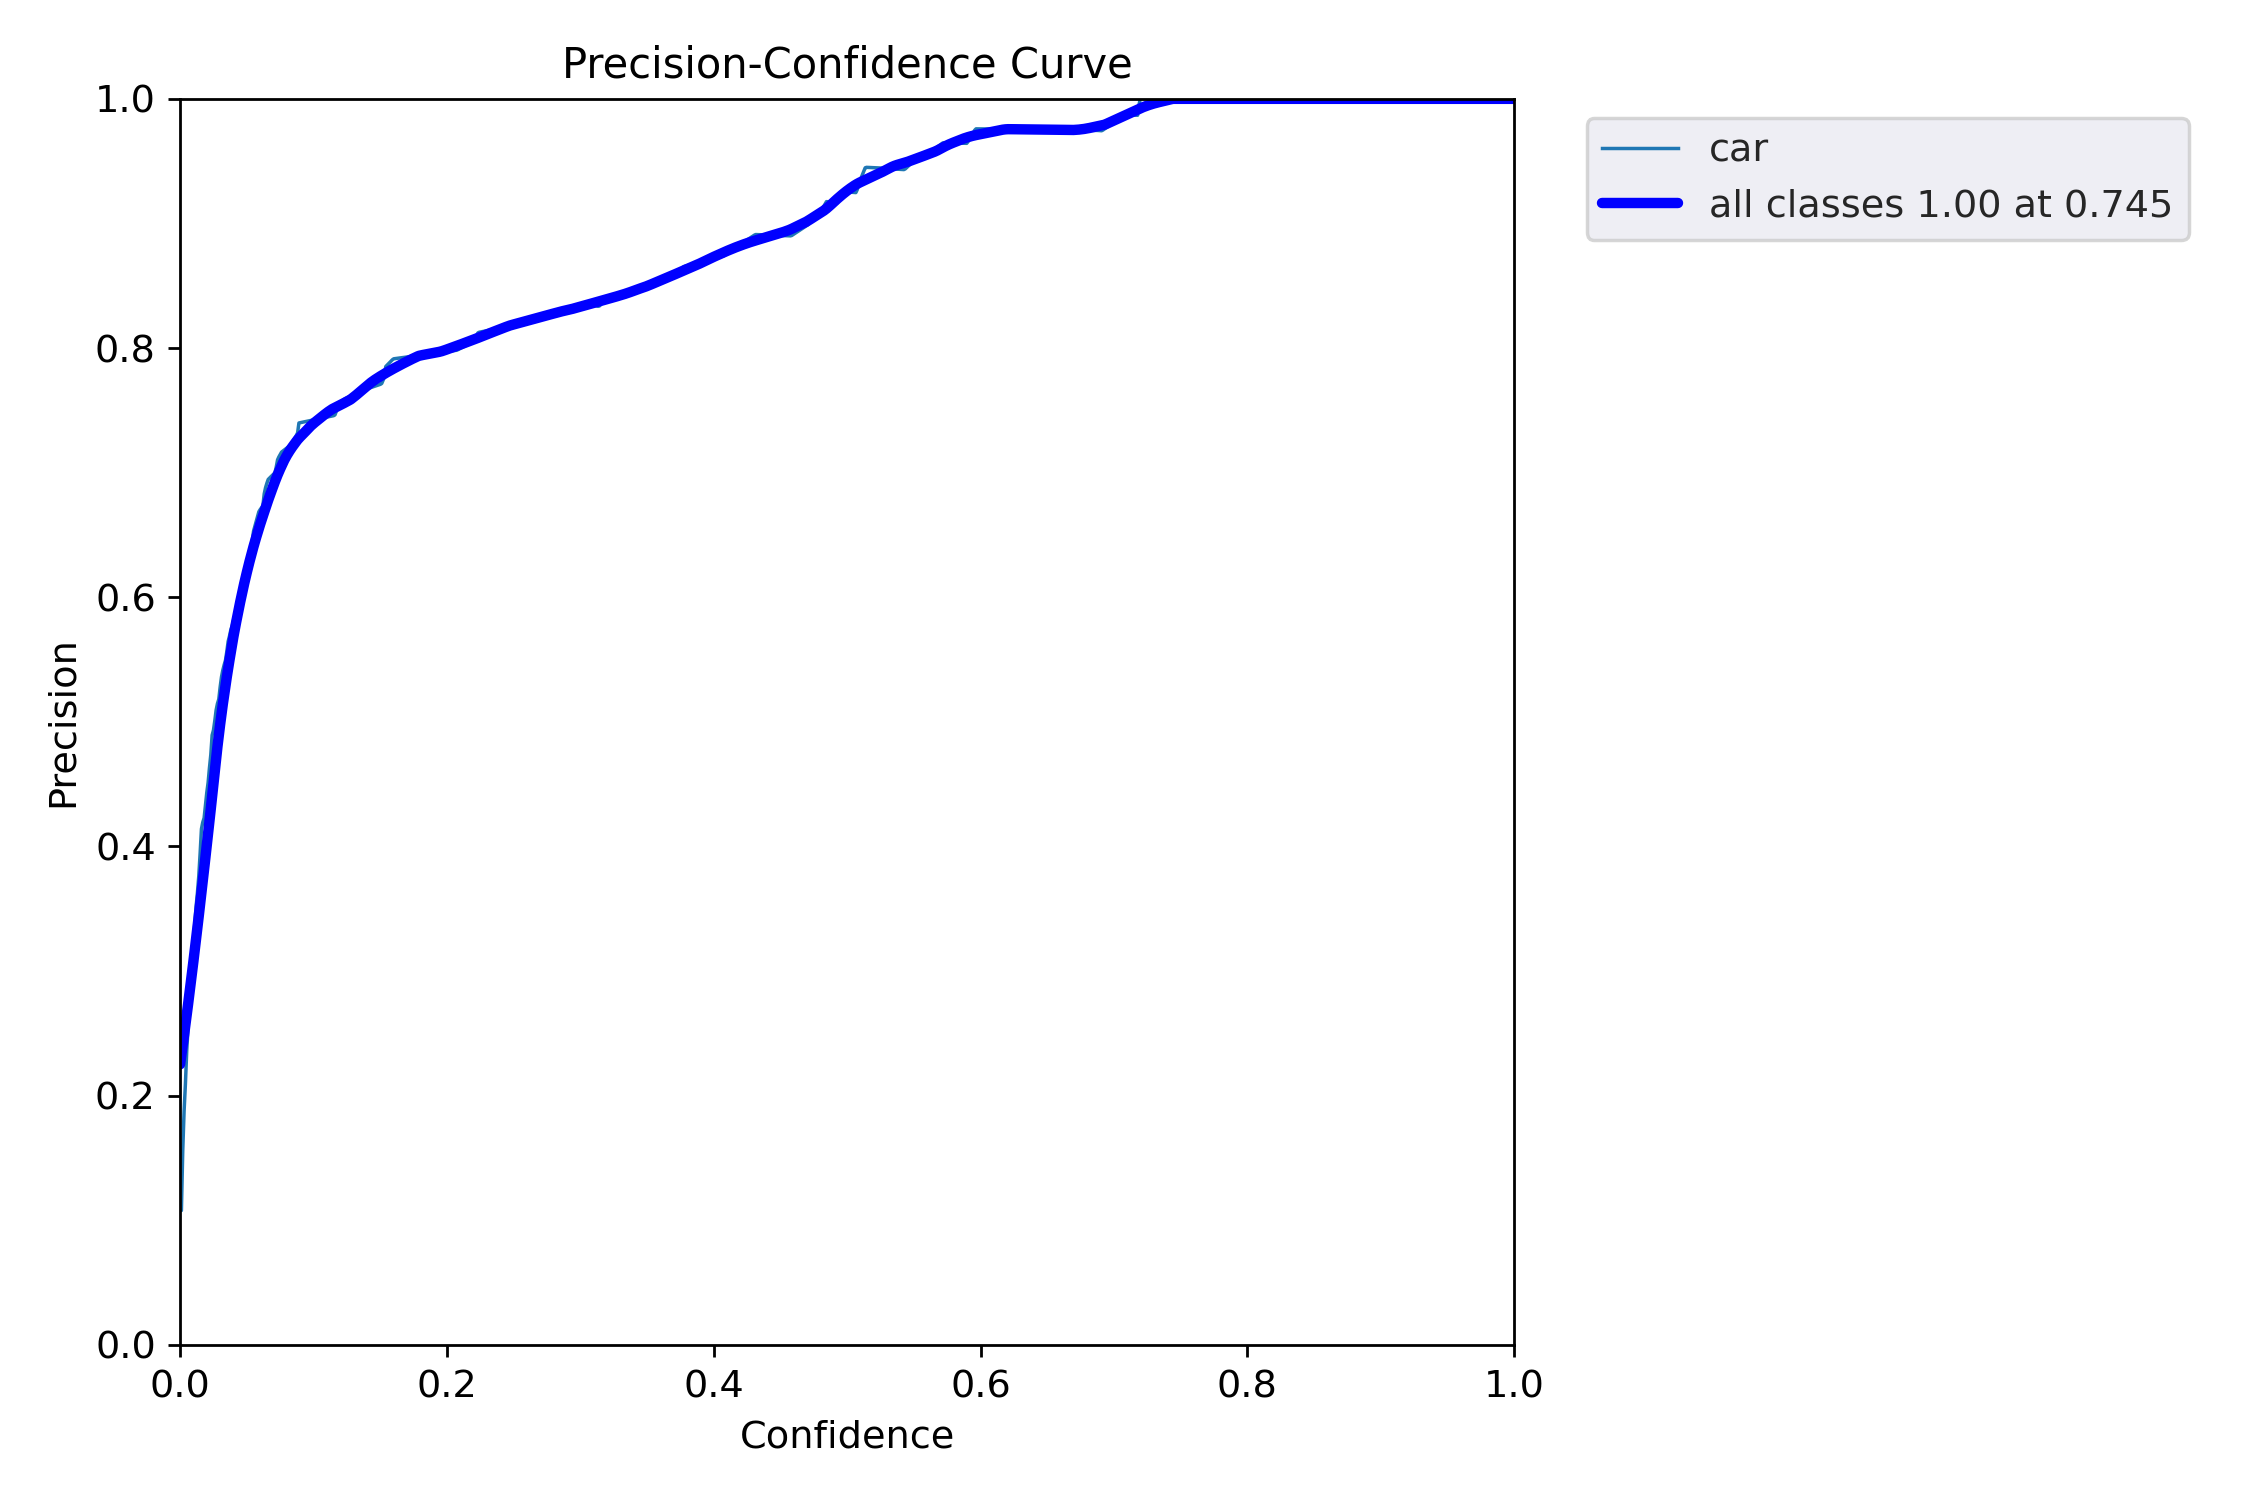 Precision-Confidence Curve
1.0
0.8
0.6
0.4
0.2
0.0
Precision
0.0 0.2 0.4 0.6 0.8 1.0
Confidence
car
all classes 1.00 at 0.745